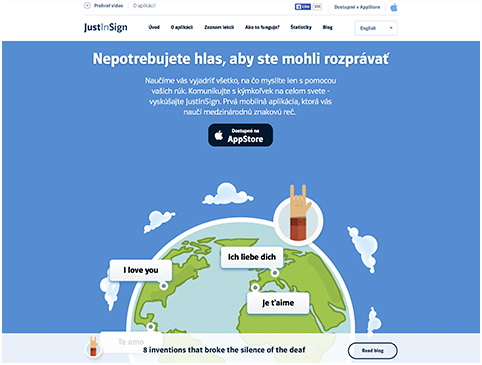 Prehrať video
O aplikácii
Like
Dostupné v AppStore
JustInSign
Úvod
O aplikácii
Zoznam lekcií
Ako to funguje?
Štatistiky
Blog
English
Nepotrebujete hlas, aby ste mohli rozprávať
Naučíme vás vyjadriť všetko, na čo myslíte len s pomocou
vašich rúk. Komunikujte s kýmkoľvek na celom svete -
vyskúšajte JustInSign. Prvá mobilná aplikácia, ktorá vás
naučí medzinárodnú znakovú reč.
Dostupné na
AppStore
Ich liebe dich
I love you
Je t'aime
Te amo
8 inventions that broke the silence of the deaf
Read blog